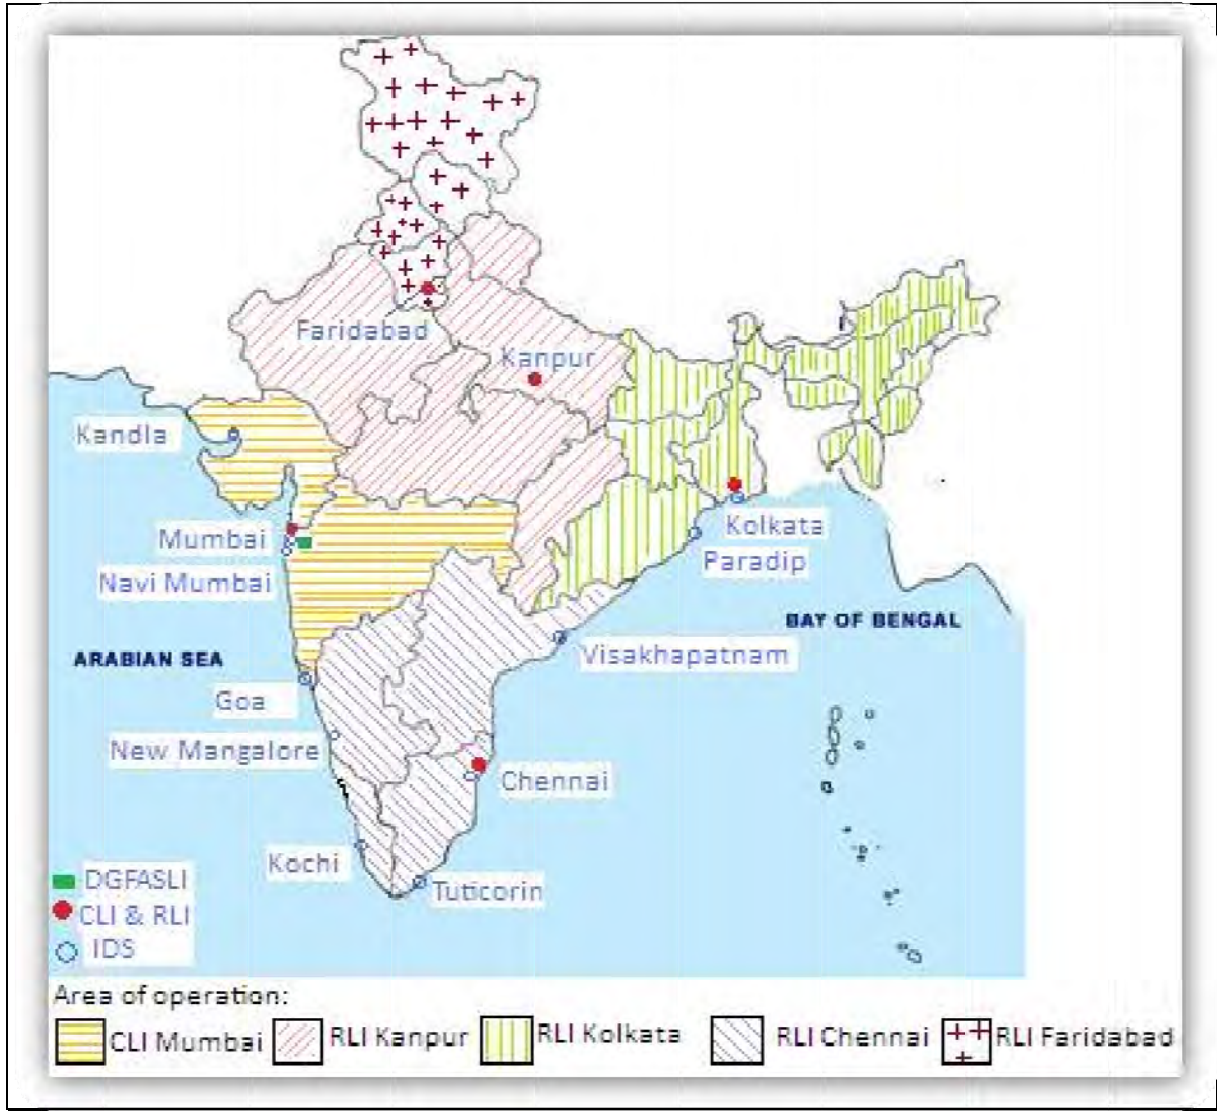 Faridabad
Kanpur
Kandla
Mumbai
Kolkata
Paradip
Navi Mumbai
BAY OF BENGAL
Visakhapatnam
ARABIAN SEA
Goa
New Mangalore
Chennai
Kochi
Tuticorin
DGFASLI
CLI & RLI
IDS
Area of operation:
CLI Mumbai RLI Kanpur RLI Kolkata RLI Chennai RLI Faridabad